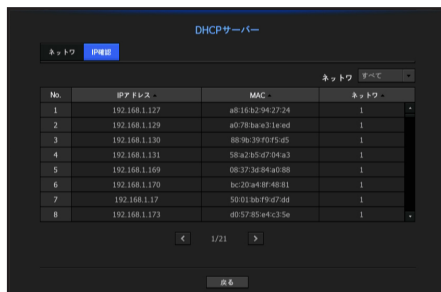 DHCPサーバー
ネットワ IP確認
ネットワ すべて
No. IPアドレス MAC ネットワ
1 192.168.1.127 a8:16:b2:94:27:24 1
2 192.168.1.129 a0:78:ba:e3:1e:ed 1
3 192.168.1.130 88:9b:39:f0:f5:d5 1
4 192.168.1.131 58:a2:b5:d7:04:a3 1
5 192.168.1.169 08:37:3d:84:a0:88 1
6 192.168.1.170 bc:20:a4:8f:48:81 1
7 192.168.1.17 50:01:bb:f9:d7:dd 1
8 192.168.1.173 d0:57:85:e4:c3:5e 1
< 1/21 >
戻る